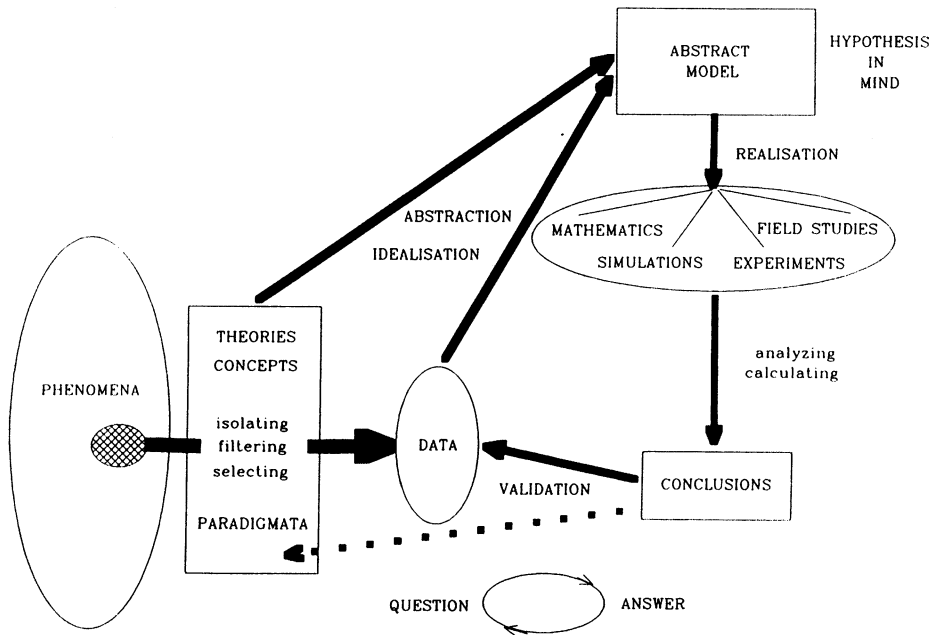 ABSTRACT
MODEL
HYPOTHESIS
IN
MIND
REALISATION
MATHEMATICS
FIELD STUDIES
SIMULATIONS
EXPERIMENTS
ABSTRACTION
IDEALISATION
analyzing
calculating
PHENOMENA
THEORIES
CONCEPTS
isolating
filtering
selecting
PARADIGMATA
DATA
VALIDATION
CONCLUSIONS
QUESTION
ANSWER